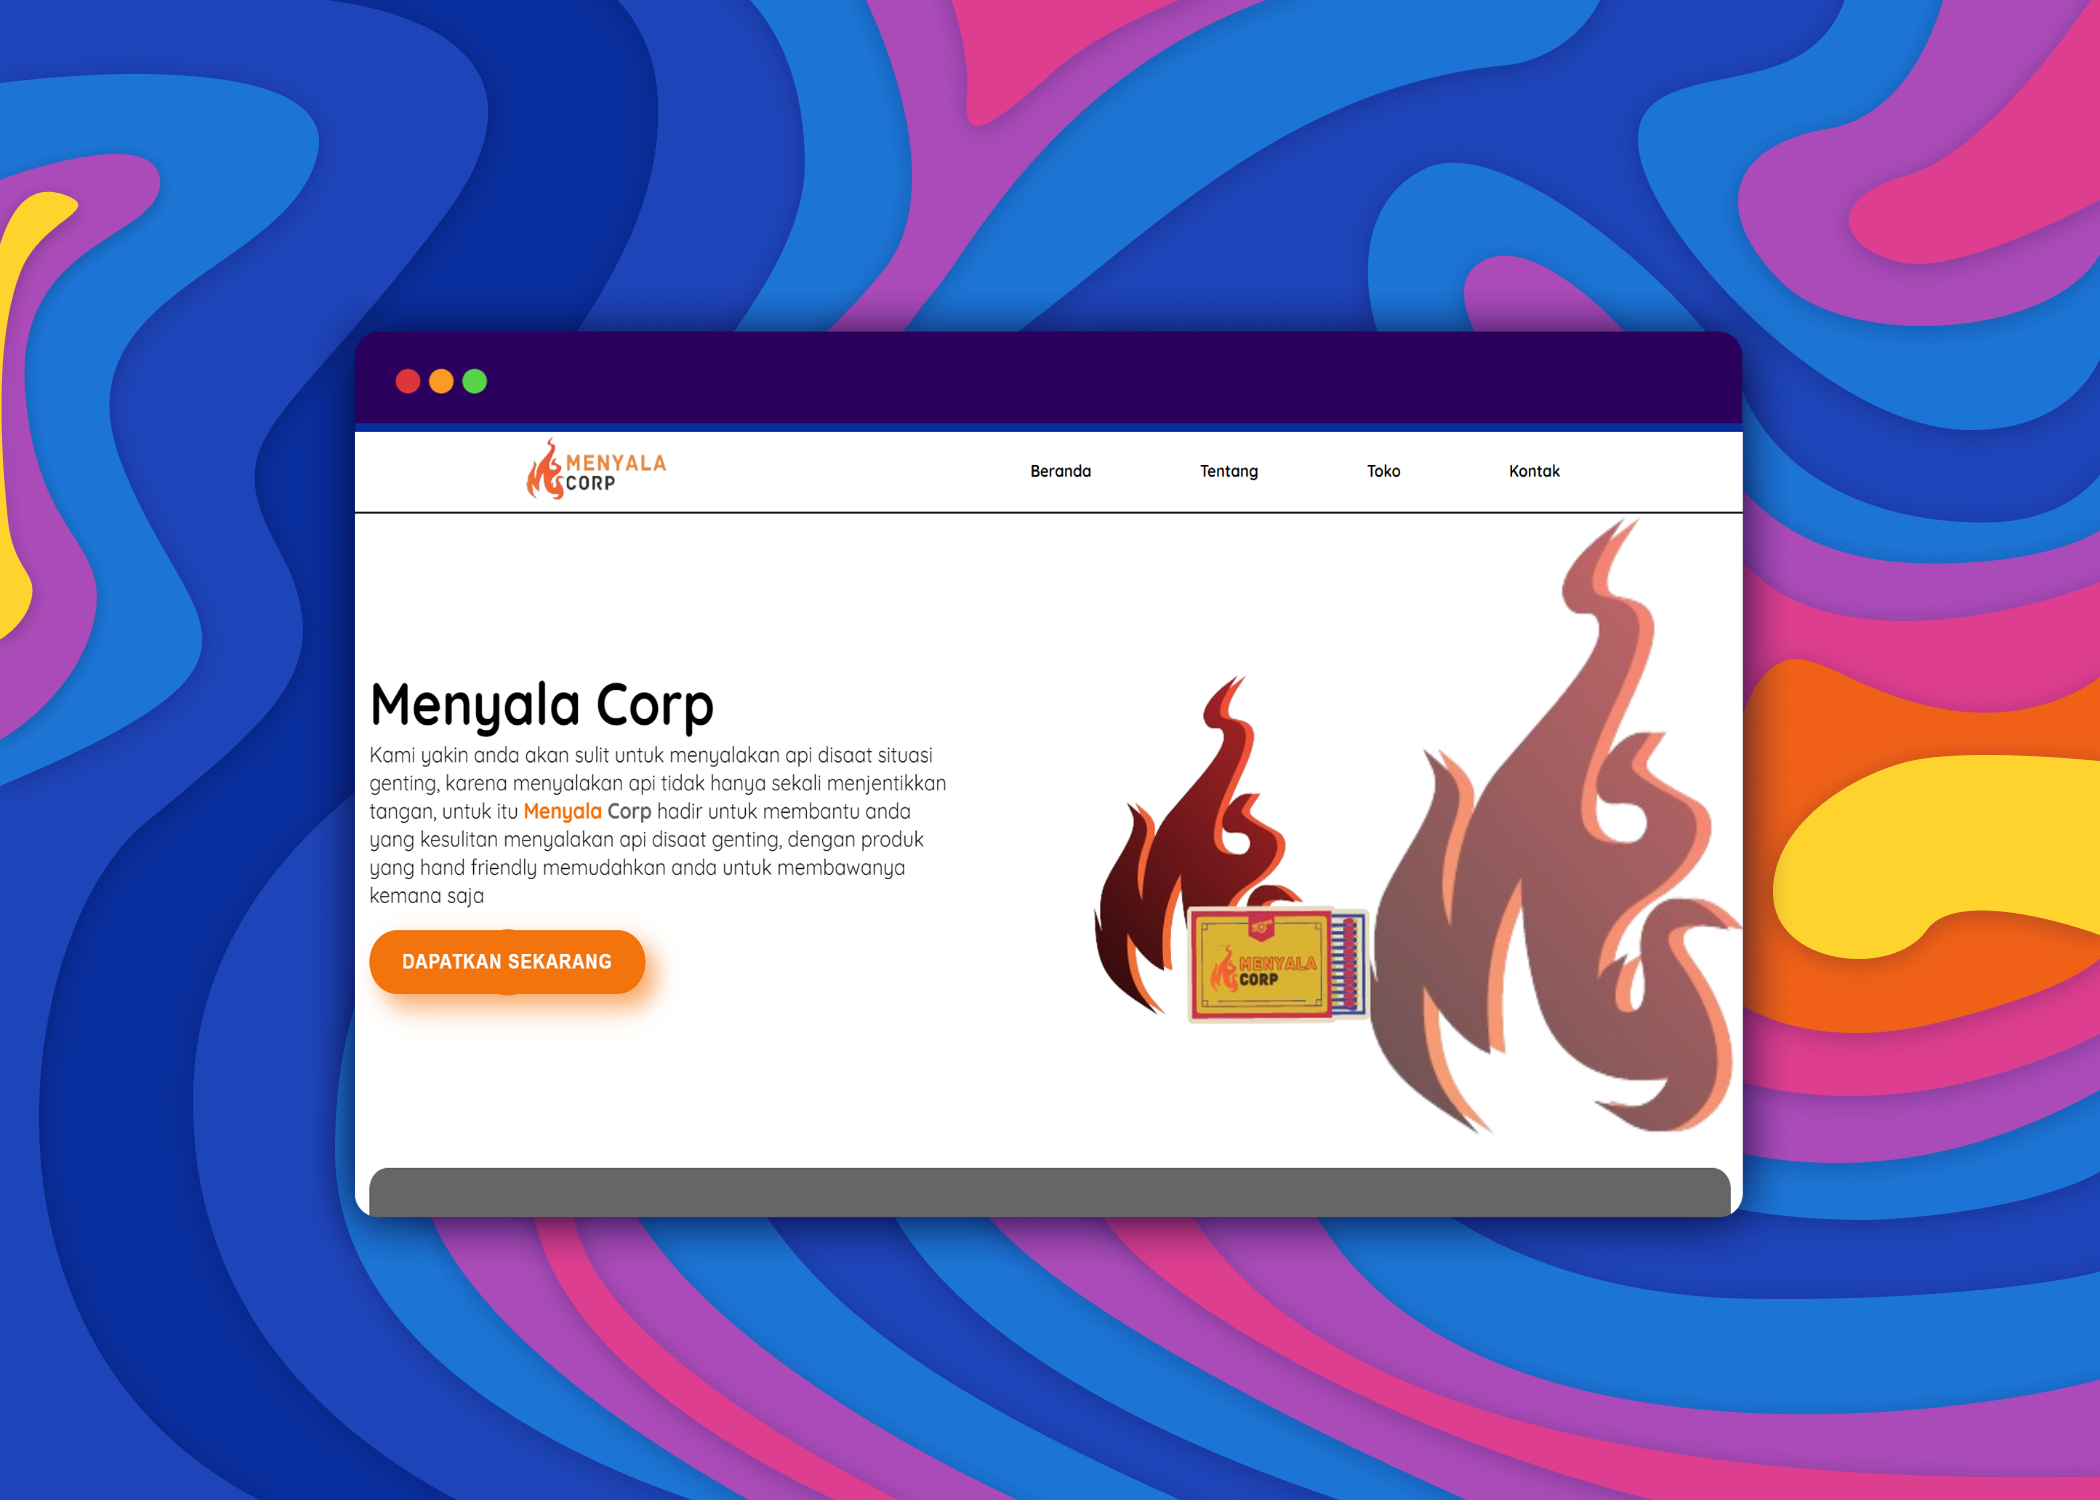 MENYALA
CORP
Beranda Tentang Toko Kontak
Menyala Corp
Kami yakin anda akan sulit untuk menyalakan api disaat situasi
genting, karena menyalakan api tidak hanya sekali menjentikkan
tangan, untuk itu Menyala Corp hadir untuk membantu anda
yang kesulitan menyalakan api disaat genting, dengan produk
yang hand friendly memudahkan anda untuk membawanya
kemana saja
DAPATKAN SEKARANG
MENYALA
CORP